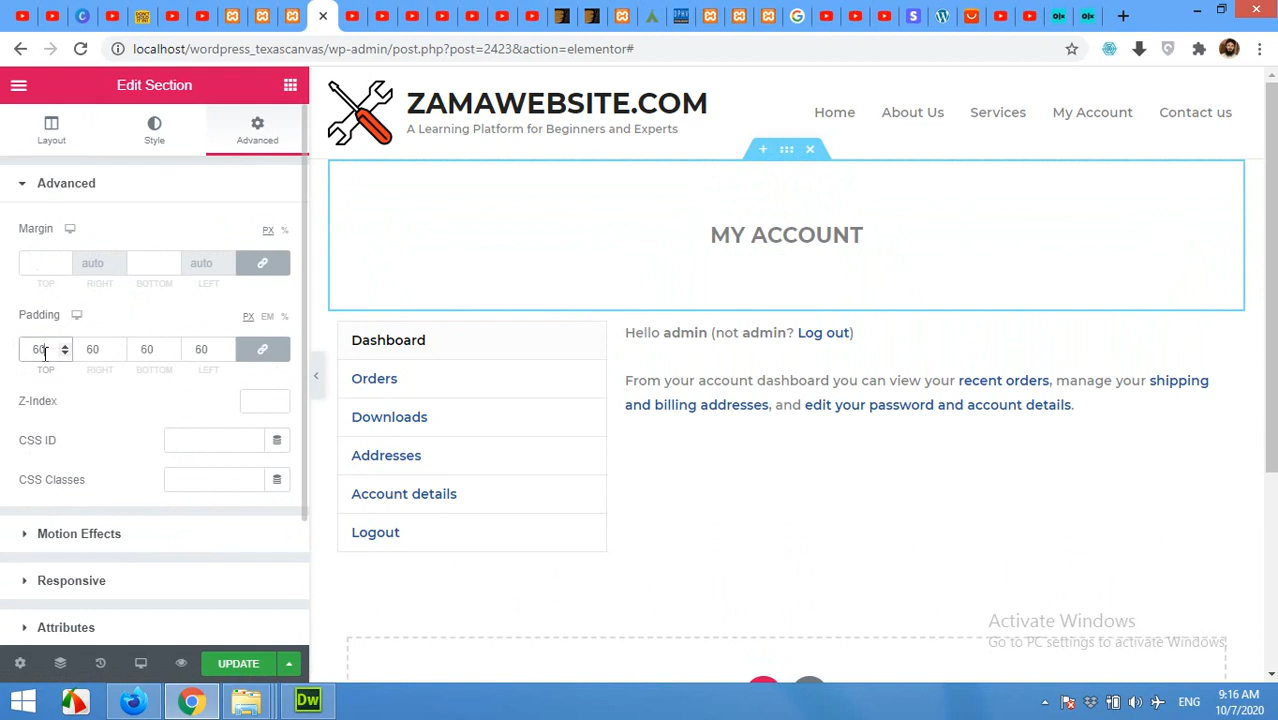 localhost/wordpress_texascanvas/wp-admin/post.php?post=2423&action=elementor#
Edit Section
Layout
Style
Advanced
Advanced
Margin
PX %
auto
auto
TOP RIGHT BOTTOM LEFT
Padding
PX EM %
60 60 60 60
TOP RIGHT BOTTOM LEFT
Z-Index
CSS ID
CSS Classes
Motion Effects
Responsive
Attributes
UPDATE
ZAMAWEBSITE.COM
A Learning Platform for Beginners and Experts
Home About Us Services My Account Contact us
MY ACCOUNT
Dashboard
Orders
Downloads
Addresses
Account details
Logout
Hello admin (not admin? Log out)
From your account dashboard you can view your recent orders, manage your shipping
and billing addresses, and edit your password and account details.
Activate Windows
Go to PC settings to activate Windows.
Dw
ENG
9:16 AM
10/7/2020